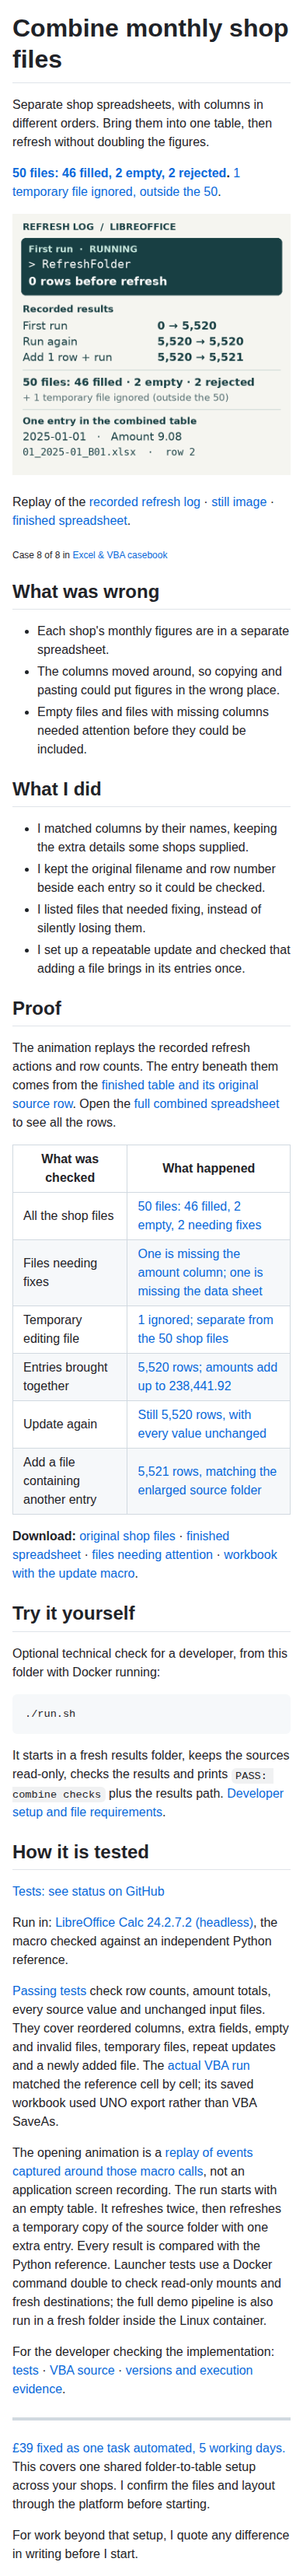 Combine monthly shop
files
Separate shop spreadsheets, with columns in
different orders. Bring them into one table, then
refresh without doubling the figures.
50 files: 46 filled, 2 empty, 2 rejected. 1
temporary file ignored, outside the 50.
REFRESH LOG / LIBREOFFICE
First run · RUNNING
> RefreshFolder
0 rows before refresh
Recorded results
First run 0 → 5,520
Run again 5,520 → 5,520
Add 1 row + run 5,520 → 5,521
50 files: 46 filled · 2 empty · 2 rejected
+ 1 temporary file ignored (outside the 50)
One entry in the combined table
2025-01-01 · Amount 9.08
01_2025-01_B01.xlsx · row 2
Replay of the recorded refresh log · still image ·
finished spreadsheet.
Case 8 of 8 in Excel & VBA casebook
What was wrong
• Each shop's monthly figures are in a separate
spreadsheet.
• The columns moved around, so copying and
pasting could put figures in the wrong place.
• Empty files and files with missing columns
needed attention before they could be
included.
What I did
• I matched columns by their names, keeping
the extra details some shops supplied.
• I kept the original filename and row number
beside each entry so it could be checked.
• I listed files that needed fixing, instead of
silently losing them.
• I set up a repeatable update and checked that
adding a file brings in its entries once.
Proof
The animation replays the recorded refresh
actions and row counts. The entry beneath them
comes from the finished table and its original
source row. Open the full combined spreadsheet
to see all the rows.
What was
checked
What happened
All the shop files
50 files: 46 filled, 2
empty, 2 needing fixes
Files needing
fixes
One is missing the
amount column; one is
missing the data sheet
Temporary
editing file
1 ignored; separate from
the 50 shop files
Entries brought
together
5,520 rows; amounts add
up to 238,441.92
Update again
Still 5,520 rows, with
every value unchanged
Add a file
containing
another entry
5,521 rows, matching the
enlarged source folder
Download: original shop files · finished
spreadsheet · files needing attention · workbook
with the update macro.
Try it yourself
Optional technical check for a developer, from this
folder with Docker running:
./run.sh
It starts in a fresh results folder, keeps the sources
read-only, checks the results and prints PASS:
combine checks plus the results path. Developer
setup and file requirements.
How it is tested
Tests: see status on GitHub
Run in: LibreOffice Calc 24.2.7.2 (headless), the
macro checked against an independent Python
reference.
Passing tests check row counts, amount totals,
every source value and unchanged input files.
They cover reordered columns, extra fields, empty
and invalid files, temporary files, repeat updates
and a newly added file. The actual VBA run
matched the reference cell by cell; its saved
workbook used UNO export rather than VBA
SaveAs.
The opening animation is a replay of events
captured around those macro calls, not an
application screen recording. The run starts with
an empty table. It refreshes twice, then refreshes
a temporary copy of the source folder with one
extra entry. Every result is compared with the
Python reference. Launcher tests use a Docker
command double to check read-only mounts and
fresh destinations; the full demo pipeline is also
run in a fresh folder inside the Linux container.
For the developer checking the implementation:
tests · VBA source · versions and execution
evidence.
£39 fixed as one task automated, 5 working days.
This covers one shared folder-to-table setup
across your shops. I confirm the files and layout
through the platform before starting.
For work beyond that setup, I quote any difference
in writing before I start.